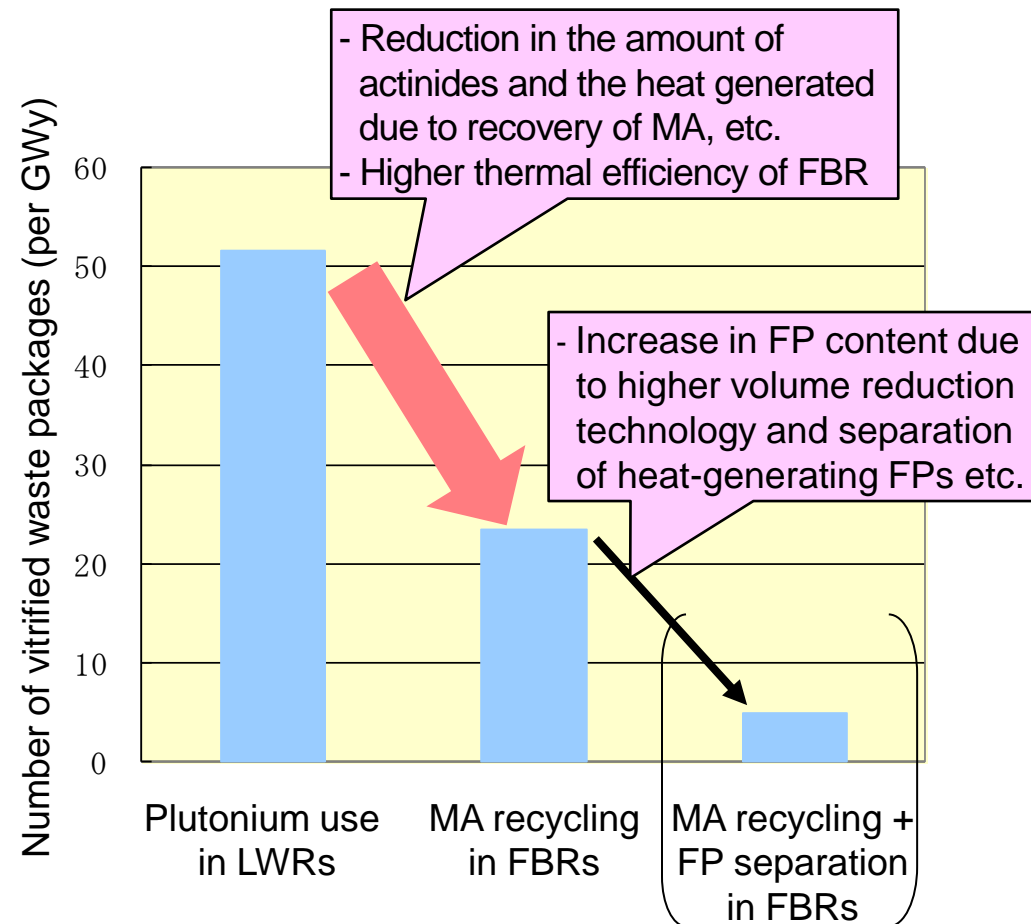 - Reduction in the amount of
actinides and the heat generated
due to recovery of MA, etc.
- Higher thermal efficiency of FBR
Number of vitrified waste packages (per GWy)
60
50
40
30
20
10
0
- Increase in FP content due
to higher volume reduction
technology and separation
of heat-generating FPs etc.
Plutonium use
in LWRs
MA recycling
in FBRs
MA recycling +
FP separation
in FBRs